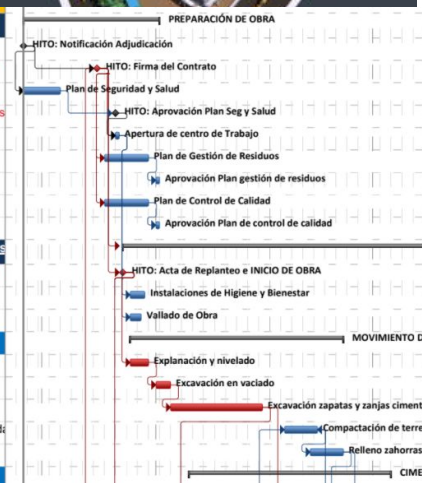 PREPARACIÓN DE OBRA
HITO: Notificación Adjudicación
HITO: Firma del Contrato
Plan de Seguridad y Salud
HITO: Aprovación Plan Seg y Salud
Apertura de centro de Trabajo
Plan de Gestión de Residuos
Aprovación Plan gestión de residuos
Plan de Control de Calidad
Aprovación Plan de control de calidad
HITO: Acta de Replanteo e INICIO DE OBRA
Instalaciones de Higiene y Bienestar
Vallado de Obra
MOVIMIENTO D
Explanación y nivelado
Excavación en vaciado
Excavación zapatas y zanjas ciment
Compactación de terre
Relleno zahorras
CIME